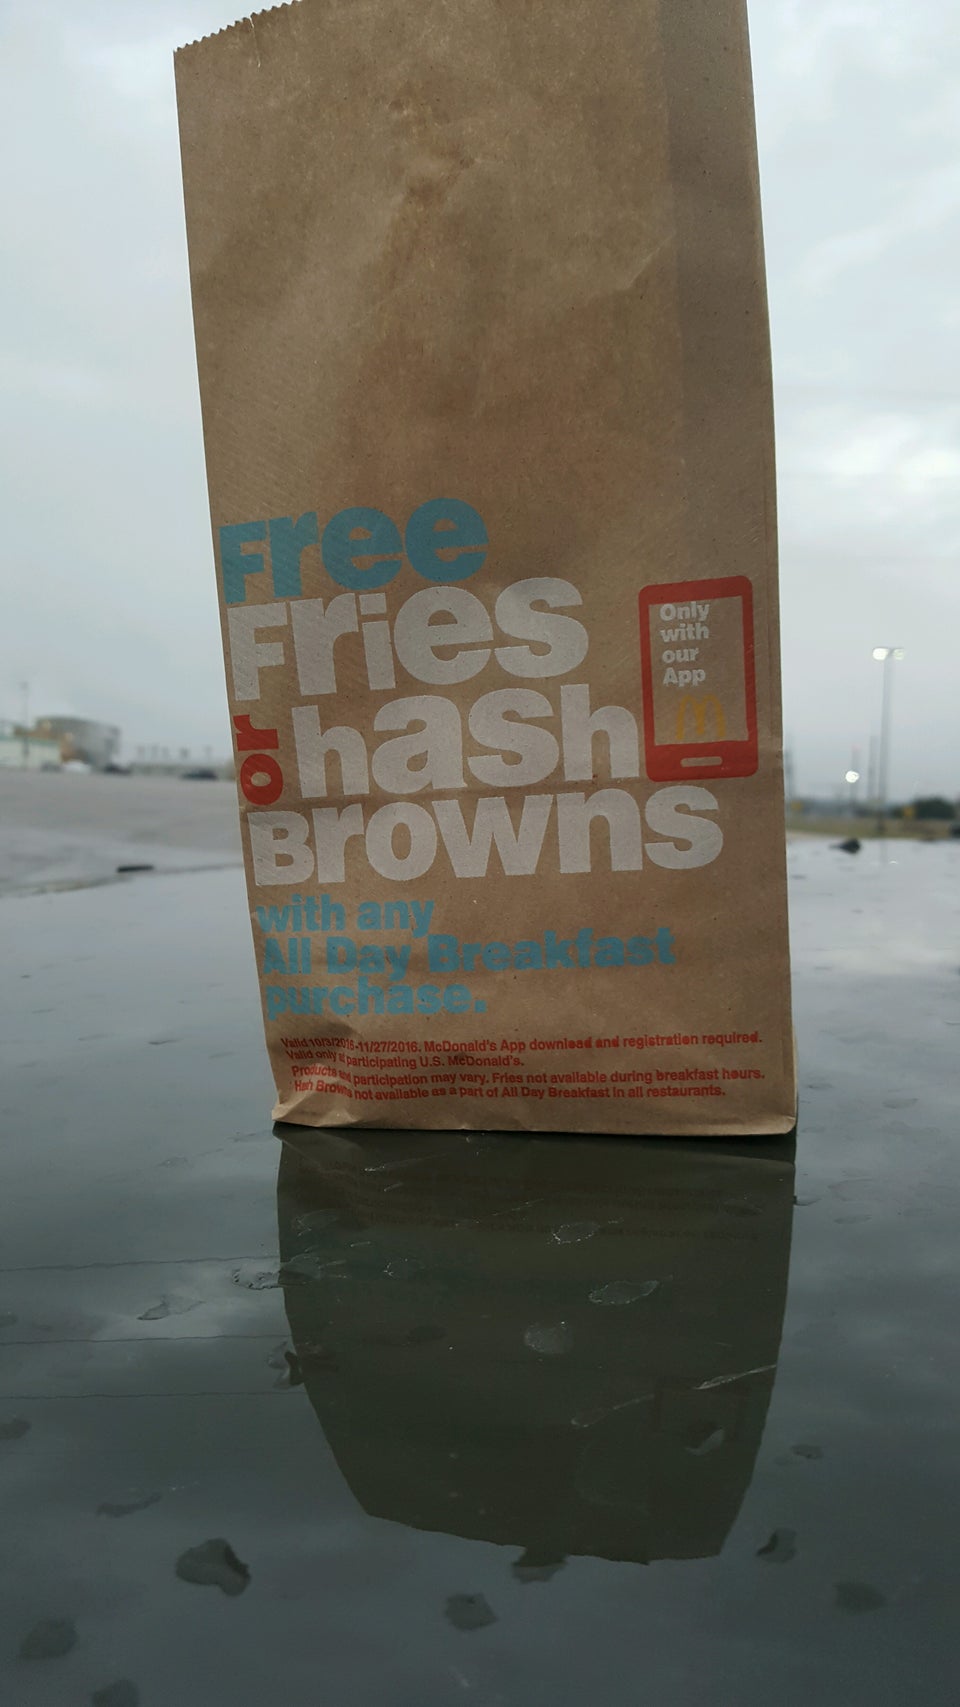 Free
Fries
or hash
Browns
Only
with
our
App
with any
All Day Breakfast
purchase.
Valid 10/3/2016-11/27/2016. McDonald's App download and registration required.
Valid only at participating U.S. McDonald's.
Products and participation may vary. Fries not available during breakfast hours.
Hash Browns not available as a part of All Day Breakfast in all restaurants.